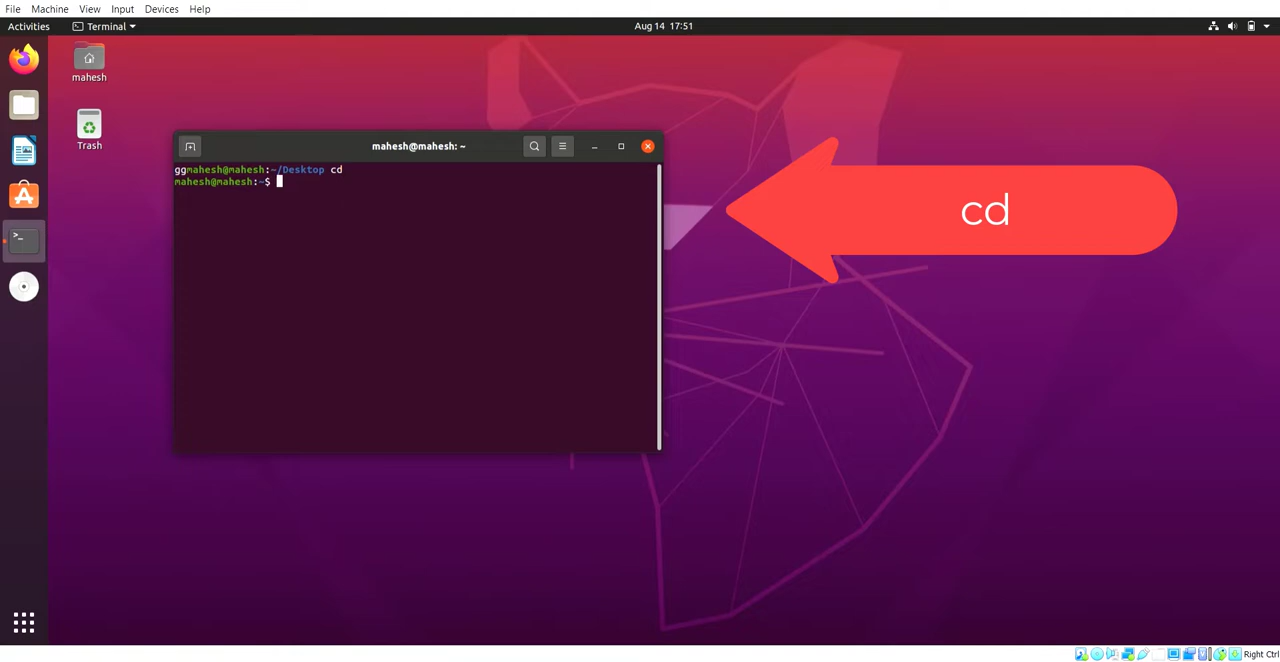 File Machine View Input Devices Help
Activities Terminal Aug 14 17:51
mahesh
Trash
mahesh@mahesh: ~
ggmahesh@mahesh:~/Desktop cd
mahesh@mahesh:~$
cd
>_
Right Ctrl